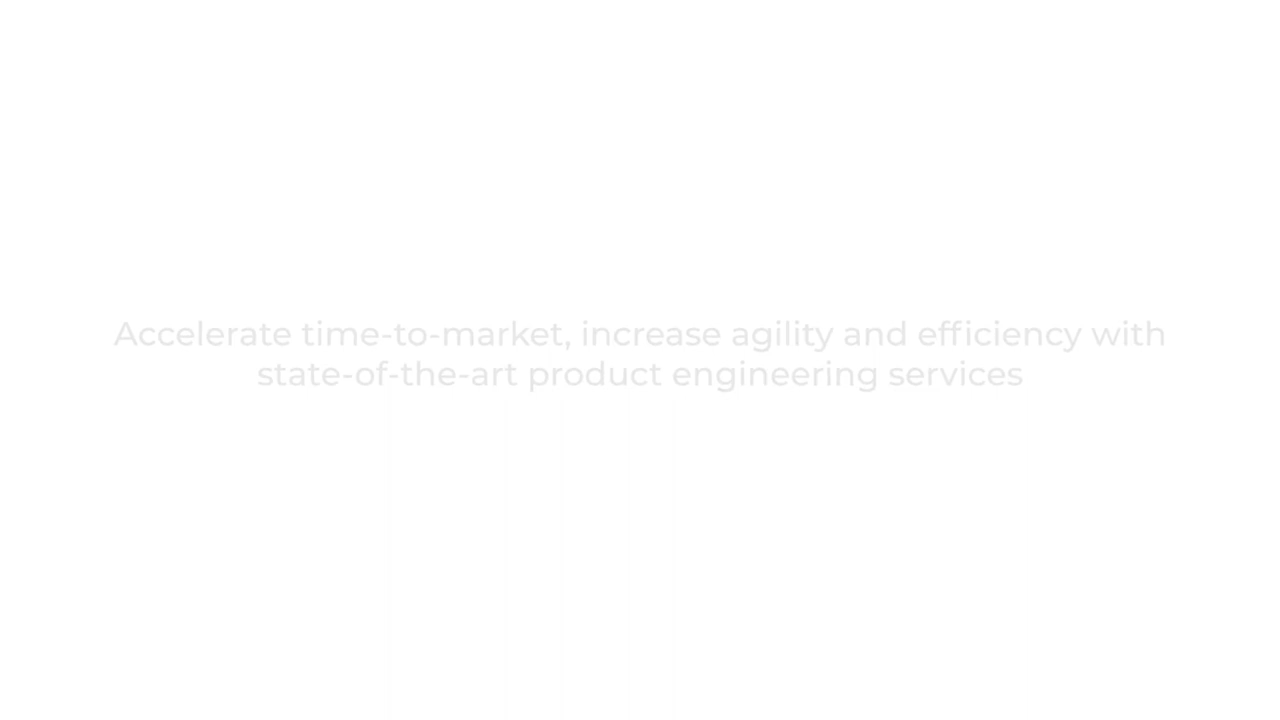 Accelerate time-to-market, increase agility and efficiency with
state-of-the-art product engineering services